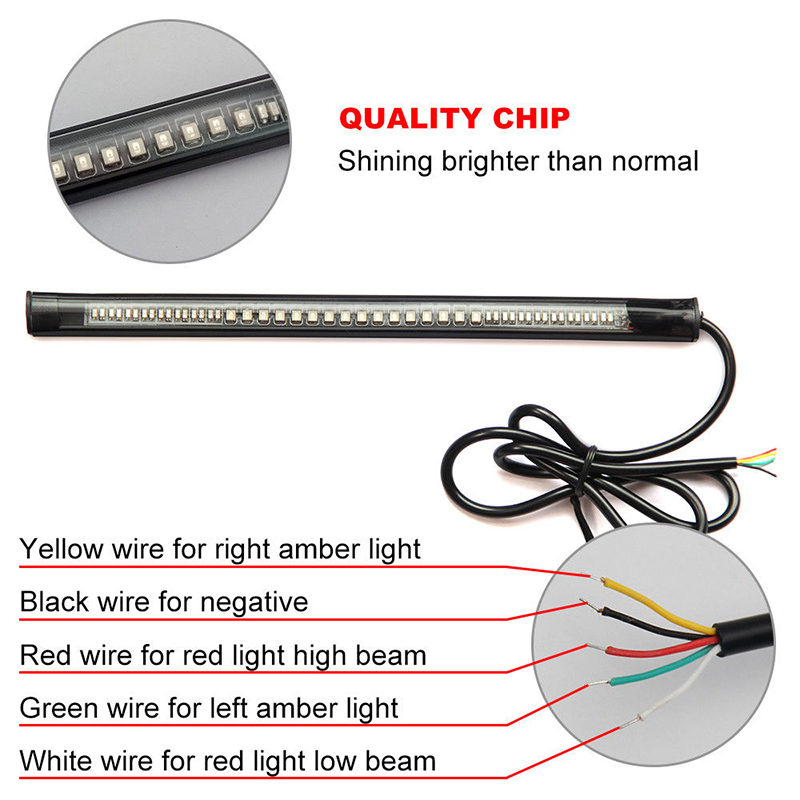 QUALITY CHIP
Shining brighter than normal
Yellow wire for right amber light
Black wire for negative
Red wire for red light high beam
Green wire for left amber light
White wire for red light low beam